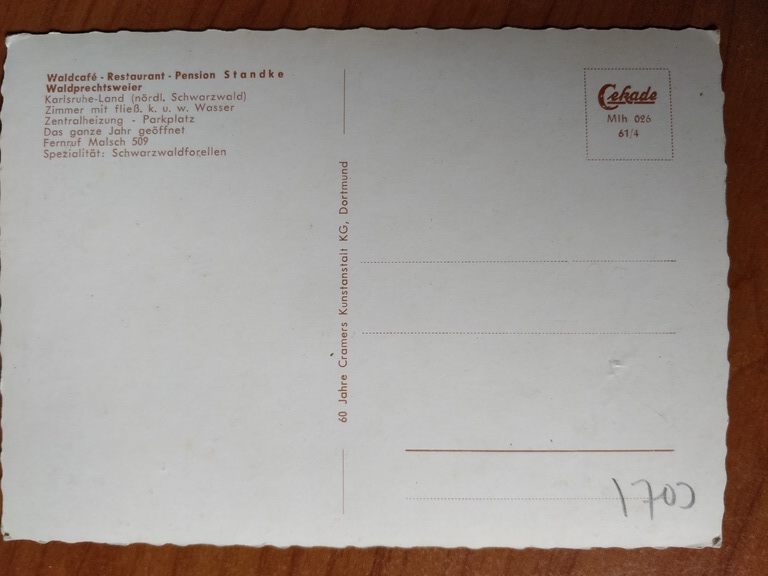 Waldcafé - Restaurant - Pension Standke
Waldprechtsweier
Karlsruhe-Land (nördl. Schwarzwald)
Zimmer mit fließ. k. u. w. Wasser
Zentralheizung - Parkplatz
Das ganze Jahr geöffnet
Fernruf Malsch 509
Spezialität: Schwarzwaldforellen
60 Jahre Cramers Kunstanstalt KG, Dortmund
Cekade
Mlh 026
61/4